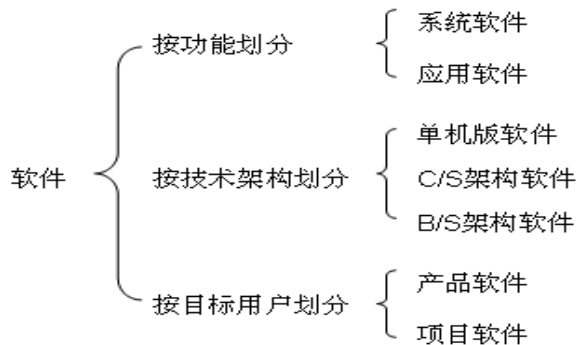 软件
按功能划分
系统软件
应用软件
按技术架构划分
单机版软件
C/S架构软件
B/S架构软件
按目标用户划分
产品软件
项目软件